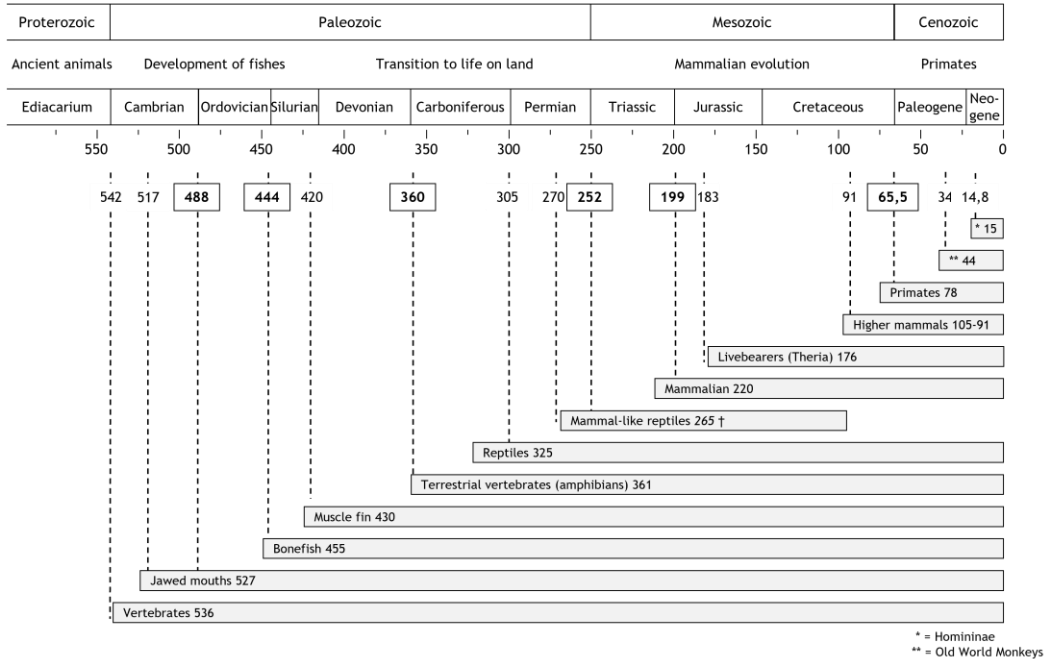 Proterozoic Paleozoic Mesozoic Cenozoic
Ancient animals Development of fishes Transition to life on land Mammalian evolution Primates
Ediacarium Cambrian Ordovician Silurian Devonian Carboniferous Permian Triassic Jurassic Cretaceous Paleogene Neo-
gene
550 500 450 400 350 300 250 200 150 100 50 0
542 517 488 444 420 360 305 270 252 199 183 91 65,5 34 14,8
* 15
** 44
Primates 78
Higher mammals 105-91
Livebearers (Theria) 176
Mammalian 220
Mammal-like reptiles 265 †
Reptiles 325
Terrestrial vertebrates (amphibians) 361
Muscle fin 430
Bonefish 455
Jawed mouths 527
Vertebrates 536
* = Homininae
** = Old World Monkeys